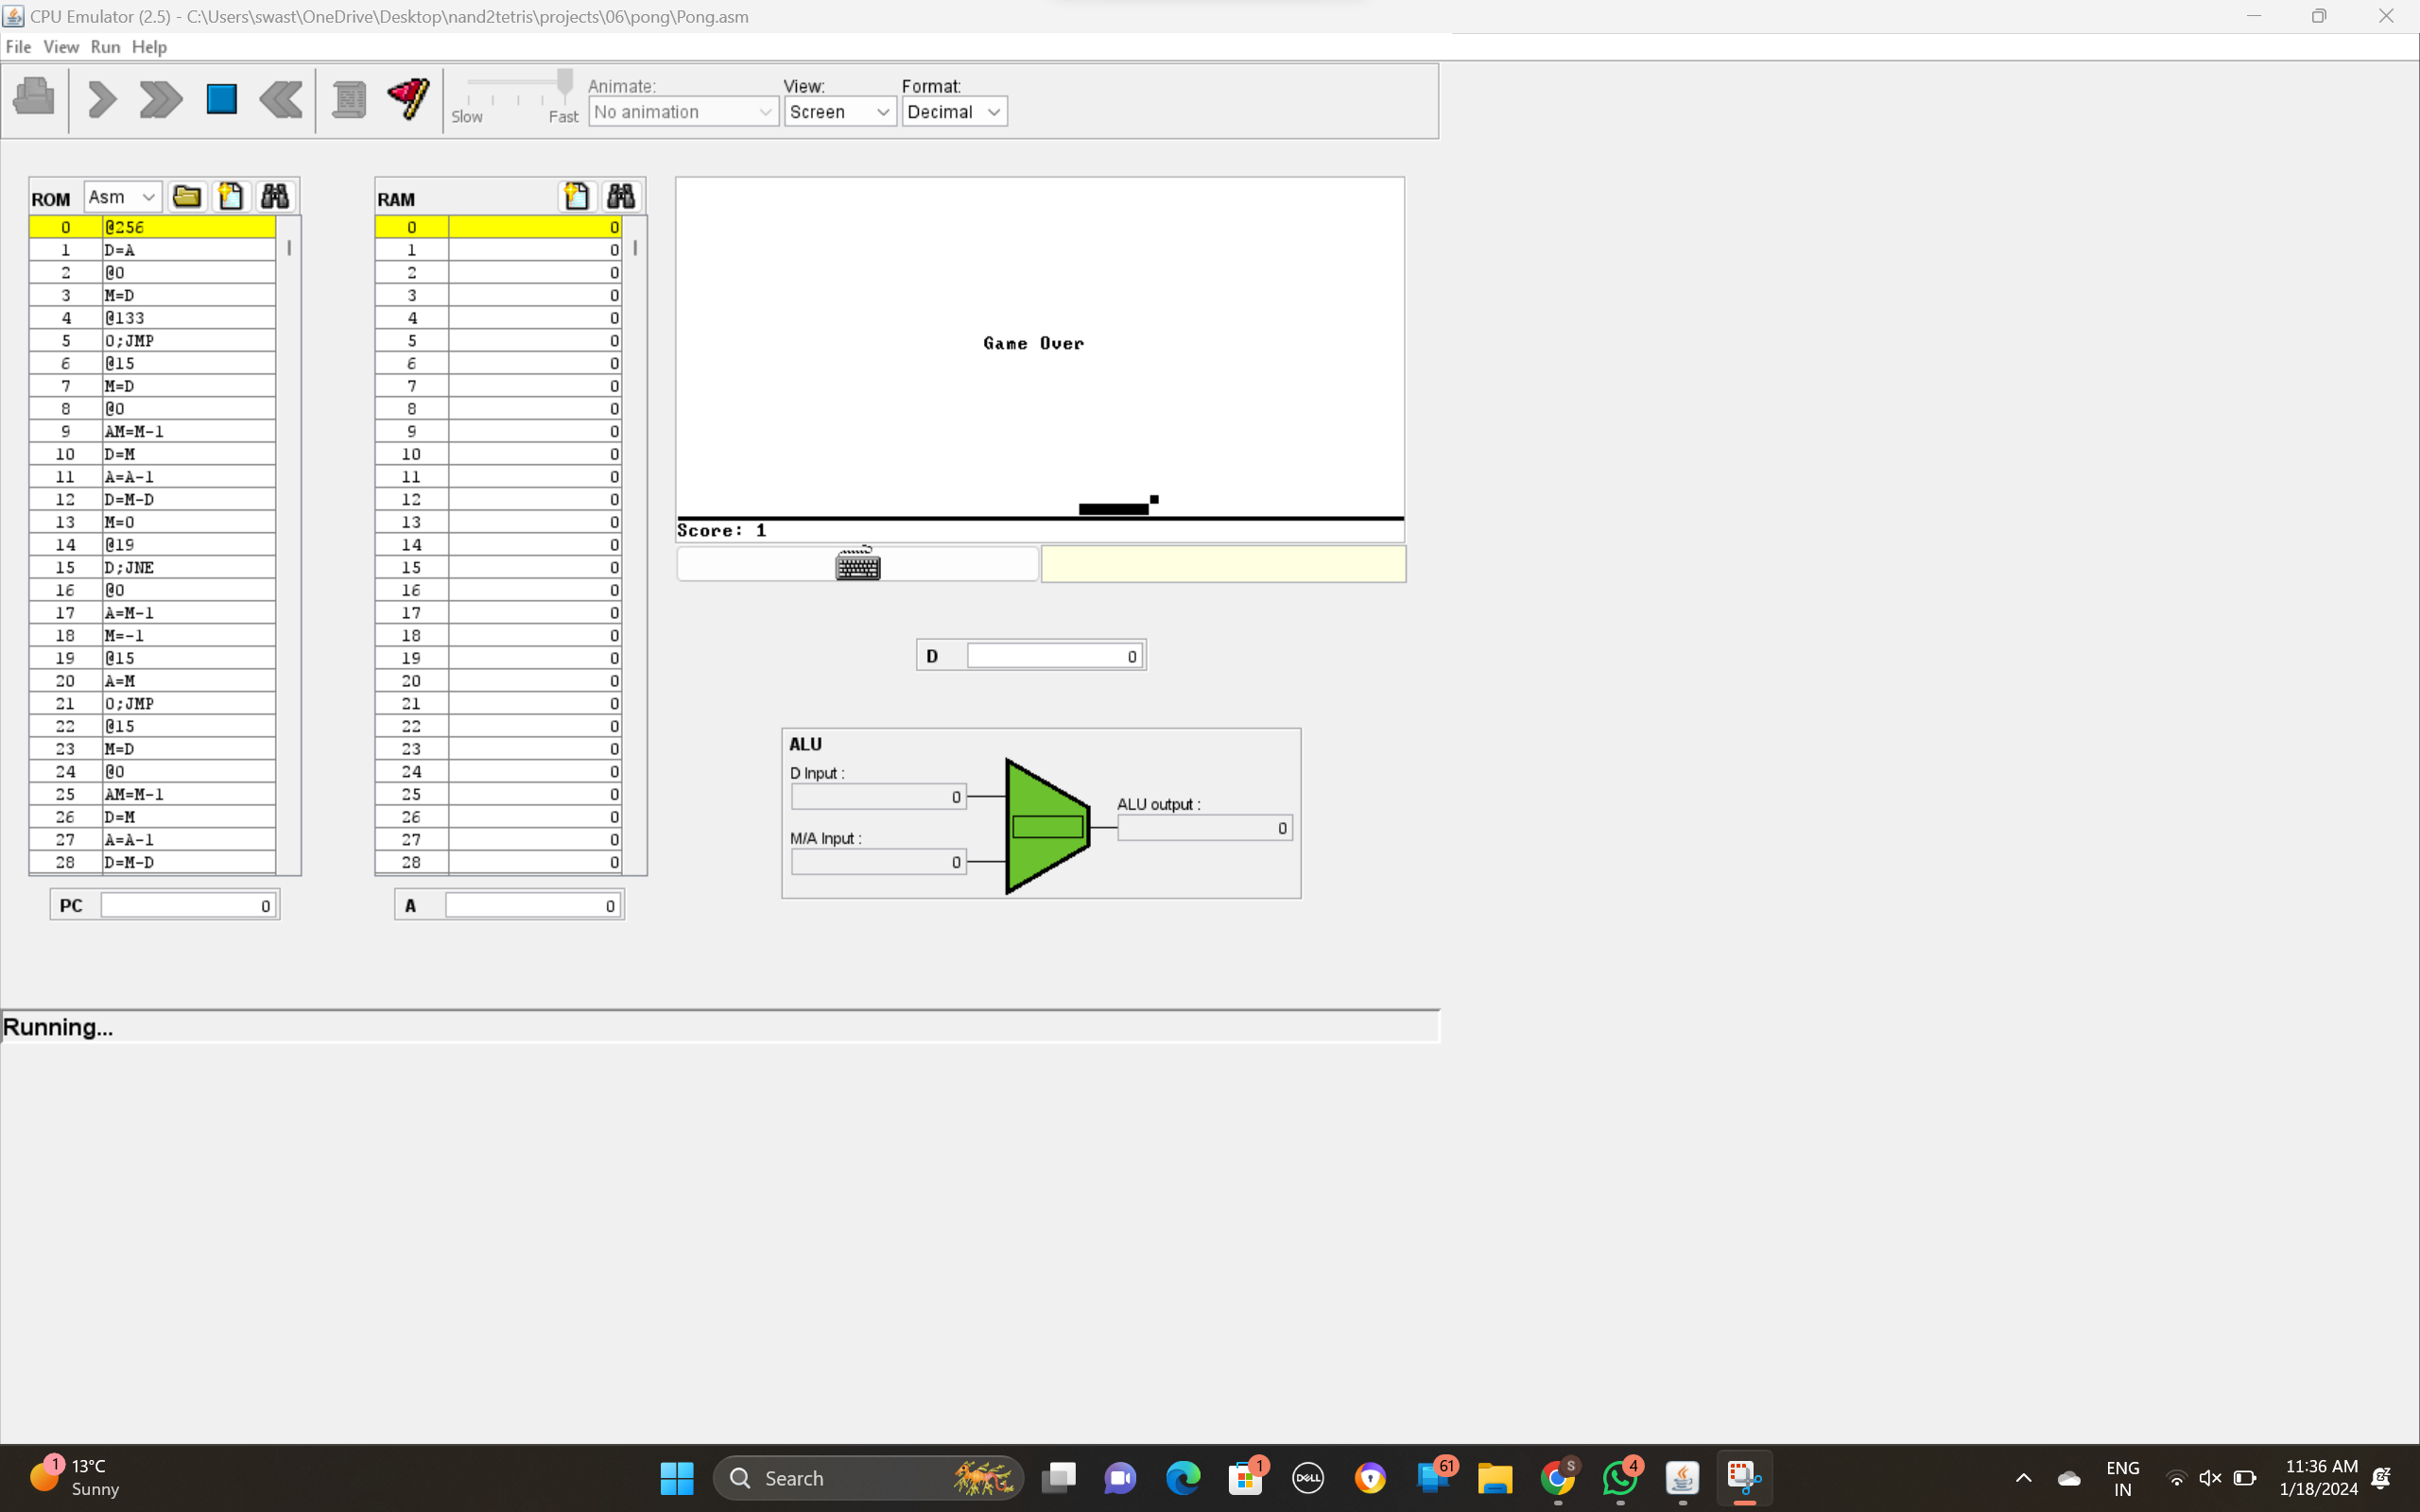 CPU Emulator (2.5) - C:\Users\swast\OneDrive\Desktop\nand2tetris\projects\06\pong\Pong.asm
File View Run Help
Slow Fast
Animate:
No animation
View:
Screen
Format:
Decimal
ROM Asm
0 @256
1 D=A
2 @0
3 M=D
4 @133
5 0;JMP
6 @15
7 M=D
8 @0
9 AM=M-1
10 D=M
11 A=A-1
12 D=M-D
13 M=0
14 @19
15 D;JNE
16 @0
17 A=M-1
18 M=-1
19 @15
20 A=M
21 0;JMP
22 @15
23 M=D
24 @0
25 AM=M-1
26 D=M
27 A=A-1
28 D=M-D
PC 0
RAM
0 0
1 0
2 0
3 0
4 0
5 0
6 0
7 0
8 0
9 0
10 0
11 0
12 0
13 0
14 0
15 0
16 0
17 0
18 0
19 0
20 0
21 0
22 0
23 0
24 0
25 0
26 0
27 0
28 0
A 0
Game Over
Score: 1
D 0
ALU
D Input :
0
M/A Input :
0
ALU output :
0
Running...
1
13°C
Sunny
Search
1
DELL
61
S
4
ENG
IN
11:36 AM
1/18/2024